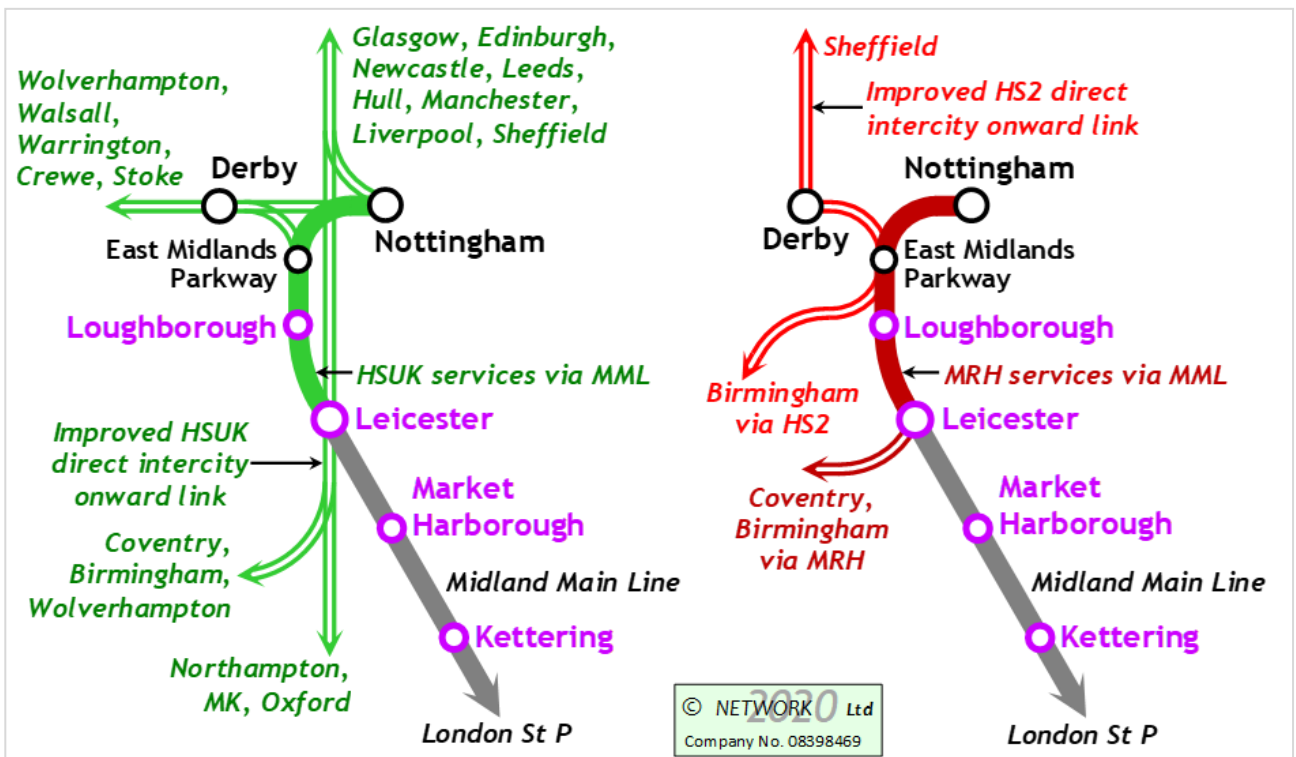 Glasgow, Edinburgh,
Newcastle, Leeds,
Hull, Manchester,
Liverpool, Sheffield
Wolverhampton,
Walsall,
Warrington,
Crewe, Stoke
Derby
Nottingham
East Midlands
Parkway
Loughborough
HSUK services via MML
Leicester
Improved HSUK
direct intercity
onward link
Market
Harborough
Coventry,
Birmingham,
Wolverhampton
Midland Main Line
Kettering
Northampton,
MK, Oxford
London St P
Sheffield
Improved HS2 direct
intercity onward link
Nottingham
Derby
East Midlands
Parkway
Loughborough
MRH services via MML
Birmingham
via HS2
Leicester
Coventry,
Birmingham
via MRH
Market
Harborough
Midland Main Line
Kettering
London St P
© NETWORK 2020 Ltd
Company No. 08398469